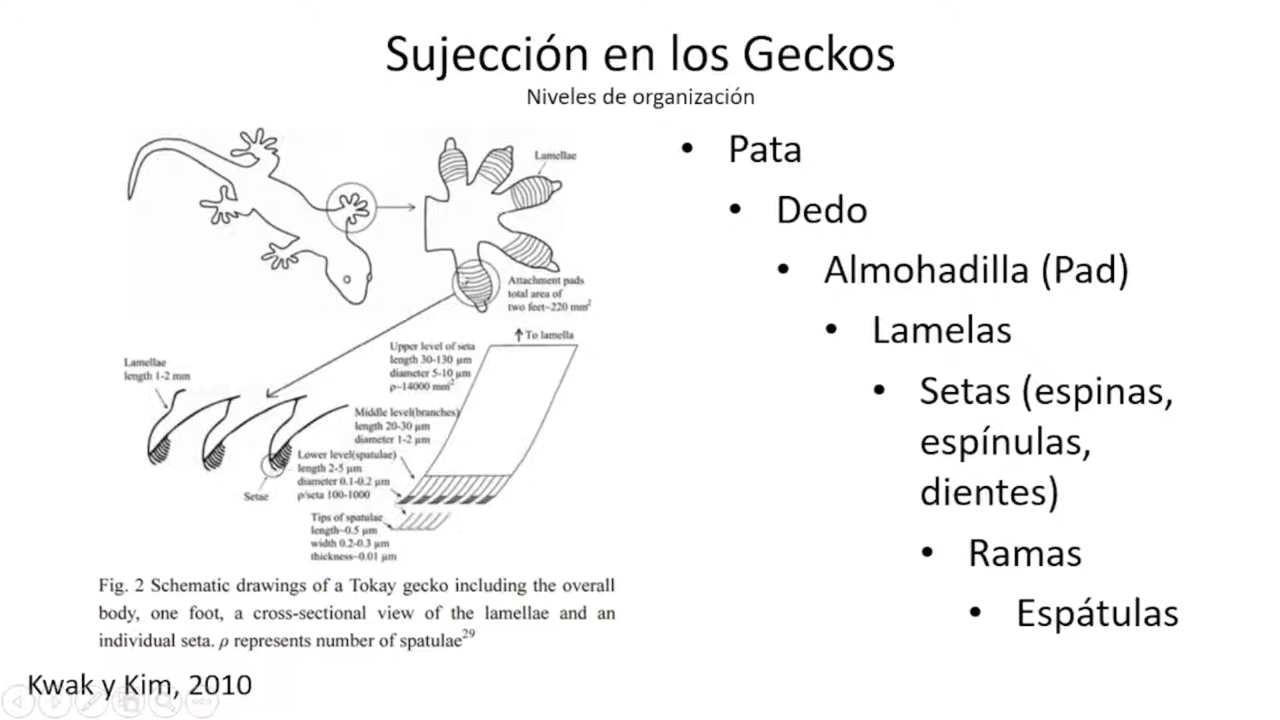 Sujección en los Geckos
Niveles de organización
Lamellae
Attachment pads
total area of
two feet~220 mm²
↑ To lamella
Upper level of seta
length 30-130 μm
diameter 5-10 μm
ρ~14000 mm²
Lamellae
length 1-2 mm
Middle level(branches)
length 20-30 μm
diameter 1-2 μm
Lower level(spatulae)
length 2-5 μm
diameter 0.1-0.2 μm
ρ/seta 100-1000
Setae
Tips of spatulae
length~0.5 μm
width 0.2-0.3 μm
thickness~0.01 μm
Fig. 2 Schematic drawings of a Tokay gecko including the overall
body, one foot, a cross-sectional view of the lamellae and an
individual seta. ρ represents number of spatulae²⁹
Kwak y Kim, 2010
• Pata
• Dedo
• Almohadilla (Pad)
• Lamelas
• Setas (espinas,
espínulas,
dientes)
• Ramas
• Espátulas